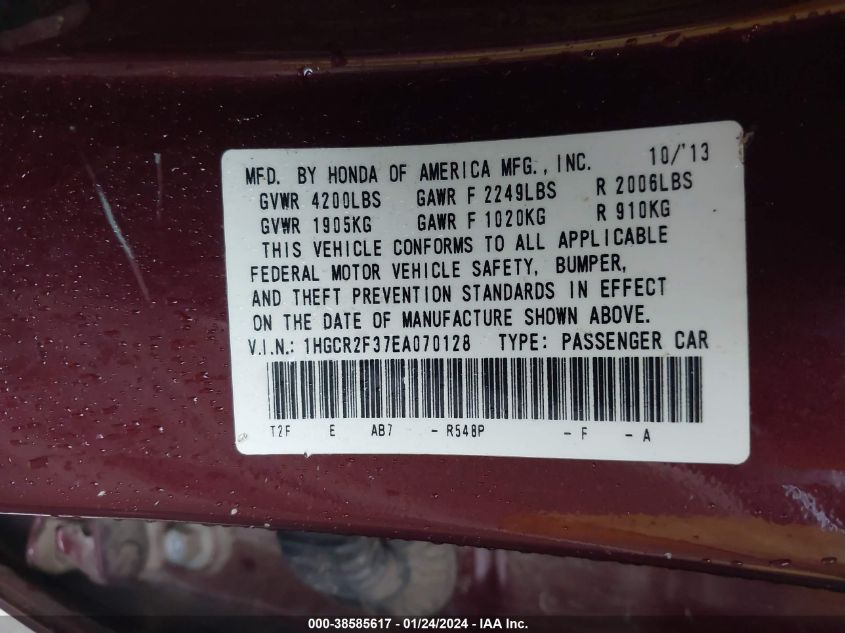 MFD. BY HONDA OF AMERICA MFG., INC. 10/'13
GVWR 4200LBS GAWR F 2249LBS R 2006LBS
GVWR 1905KG GAWR F 1020KG R 910KG
THIS VEHICLE CONFORMS TO ALL APPLICABLE
FEDERAL MOTOR VEHICLE SAFETY, BUMPER,
AND THEFT PREVENTION STANDARDS IN EFFECT
ON THE DATE OF MANUFACTURE SHOWN ABOVE.
V.I.N.: 1HGCR2F37EA070128 TYPE: PASSENGER CAR
T2F E AB7 - R548P - F - A
000-38585617 - 01/24/2024 - IAA Inc.